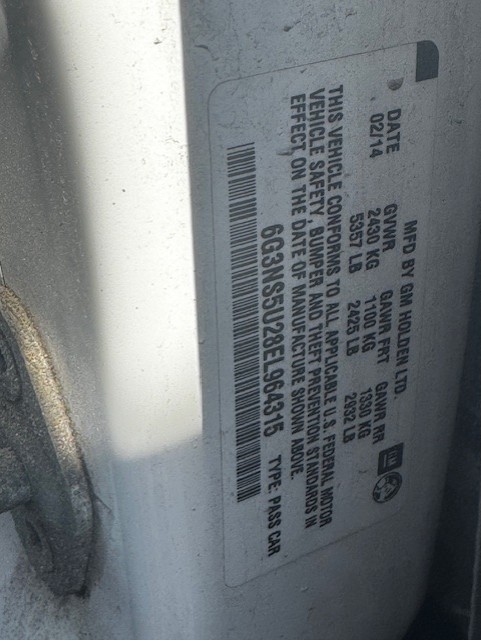 MFD BY GM HOLDEN LTD.
DATE GVWR GAWR FRT GAWR RR
02/14 2430 KG 1100 KG 1330 KG
5357 LB 2425 LB 2932 LB
THIS VEHICLE CONFORMS TO ALL APPLICABLE U.S. FEDERAL MOTOR
VEHICLE SAFETY, BUMPER AND THEFT PREVENTION STANDARDS IN
EFFECT ON THE DATE OF MANUFACTURE SHOWN ABOVE.
6G3NS5U28EL964315 TYPE: PASS CAR
GM